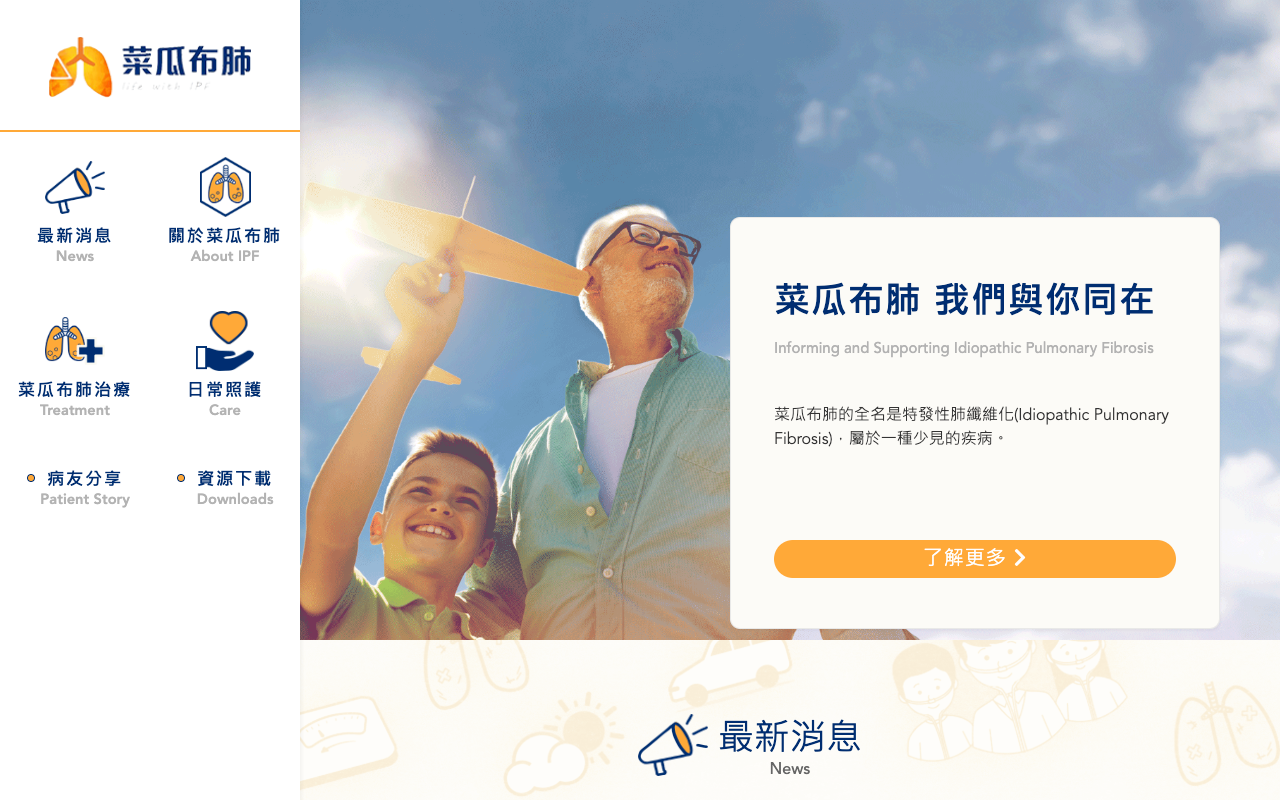 菜瓜布肺
life with IPF
最新消息
News
關於菜瓜布肺
About IPF
菜瓜布肺治療
Treatment
日常照護
Care
病友分享
Patient Story
資源下載
Downloads
菜瓜布肺 我們與你同在
Informing and Supporting Idiopathic Pulmonary Fibrosis
菜瓜布肺的全名是特發性肺纖維化(Idiopathic Pulmonary
Fibrosis)，屬於一種少見的疾病。
了解更多
最新消息
News